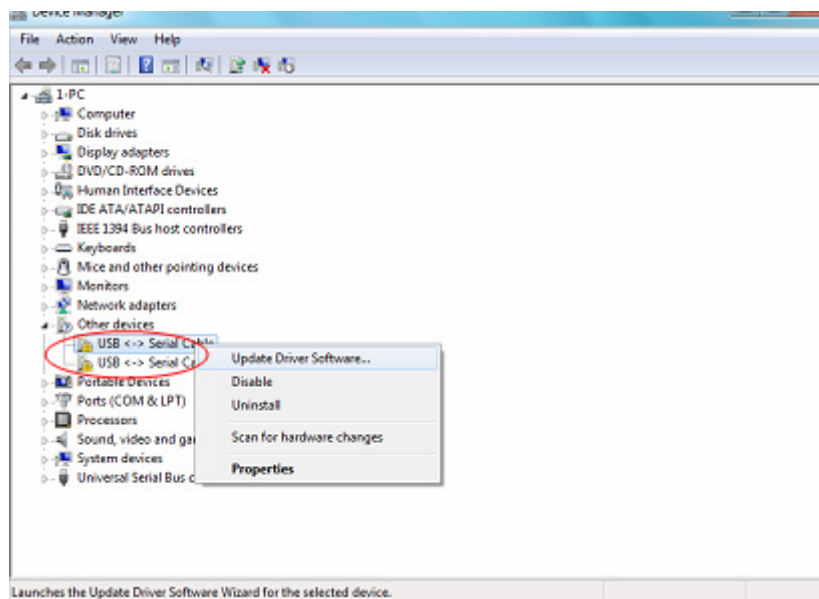 Device Manager
File Action View Help
1-PC
Computer
Disk drives
Display adapters
DVD/CD-ROM drives
Human Interface Devices
IDE ATA/ATAPI controllers
IEEE 1394 Bus host controllers
Keyboards
Mice and other pointing devices
Monitors
Network adapters
Other devices
USB <-> Serial Cable
USB <-> Serial Ca
Portable Devices
Ports (COM & LPT)
Processors
Sound, video and ga
System devices
Universal Serial Bus c
Update Driver Software...
Disable
Uninstall
Scan for hardware changes
Properties
Launches the Update Driver Software Wizard for the selected device.